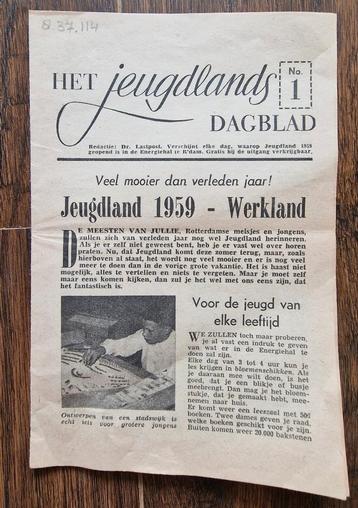 8.37.114
HET jeugdlands
No.
1
DAGBLAD
Redactie: Dr. Lastpost. Verschijnt elke dag, waarop Jeugdland 1959
geopend is in de Energiehal te R'dam. Gratis bij de uitgang verkrijgbaar.
Veel mooier dan verleden jaar!
Jeugdland 1959 - Werkland
DE MEESTEN VAN JULLIE, Rotterdamse meisjes en jongens,
zullen zich van verleden jaar nog wel Jeugdland herinneren.
Als je er zelf niet geweest bent, heb je er vast wel over horen
praten. Nu, dat Jeugdland komt deze zomer terug, maar, zoals
hierboven al staat, het wordt nog veel mooier en er is nog veel
meer te doen dan in de vorige grote vakantie. Het is haast niet
mogelijk, alles te vertellen en niets te vergeten. Maar je moet zelf
maar eens komen kijken, dan zul je het wel met ons eens zijn, dat
het fantastisch is.
Ontwerpen van een stadswijk is
echt iets voor grotere jongens
Voor de jeugd van
elke leeftijd
WE ZULLEN toch maar proberen,
je al vast een indruk te geven
van wat er in de Energiehal te
doen zal zijn.
Elke dag van 3 tot 4 uur kun je
les krijgen in bloemenschikken. Als
je daaraan mee wilt doen, is het
goed, dat je een blikje of busje
meebrengt. Dan mag je het bloem-
stukje, dat je gemaakt hebt, mee-
nemen naar huis.
Er komt weer een leeszaal met 500
boeken. Twee dames geven je raad,
welke boeken geschikt voor je zijn.
Buiten komen weer 20.000 bakstenen